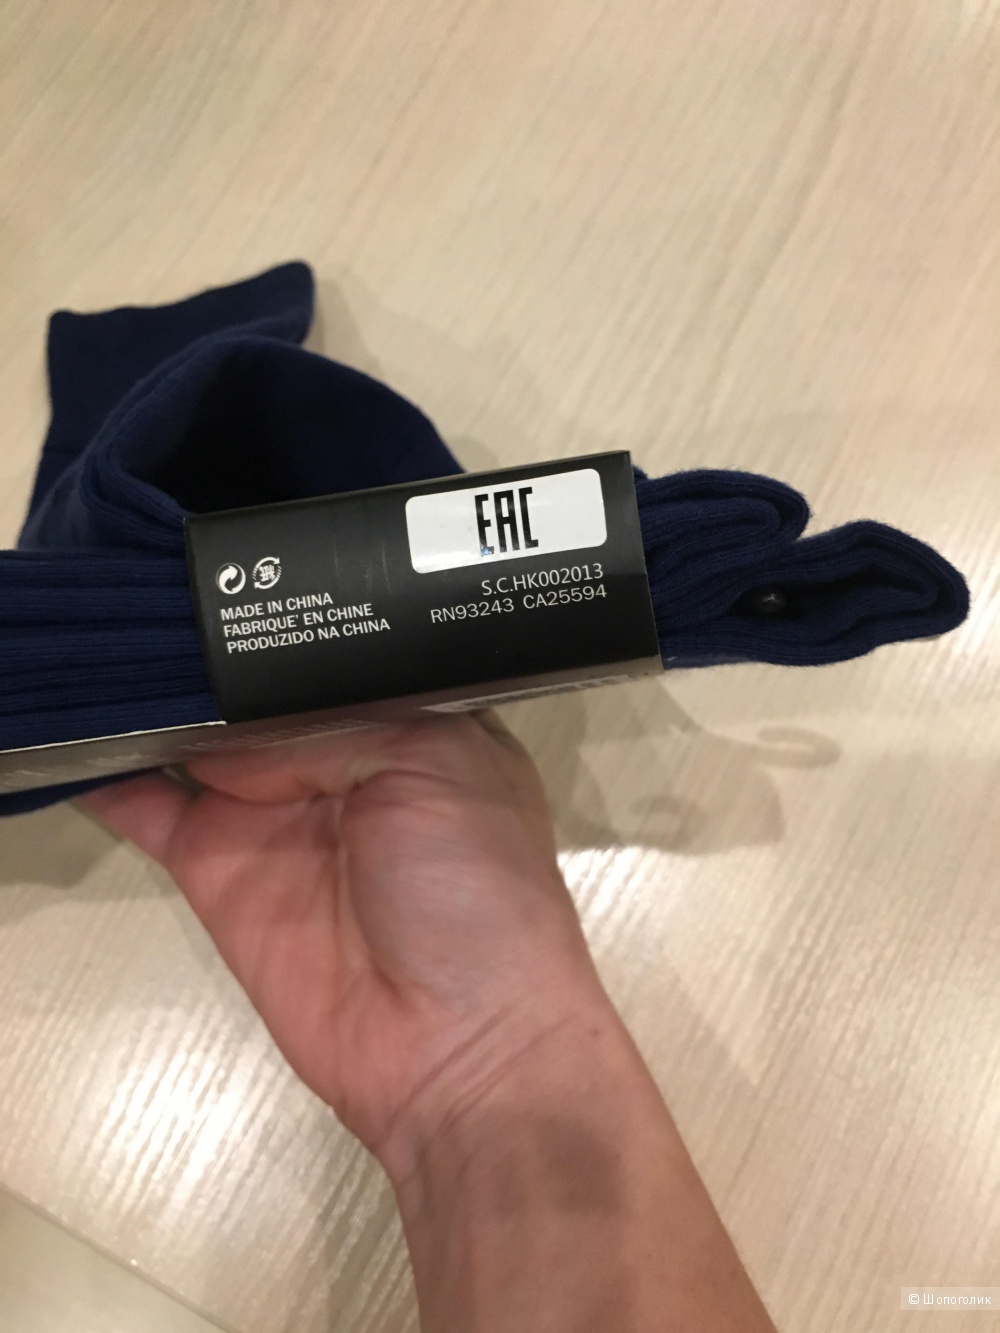 EAC
S.C.HK002013
RN93243 CA25594
MADE IN CHINA
FABRIQUE' EN CHINE
PRODUZIDO NA CHINA
© Шопоголик